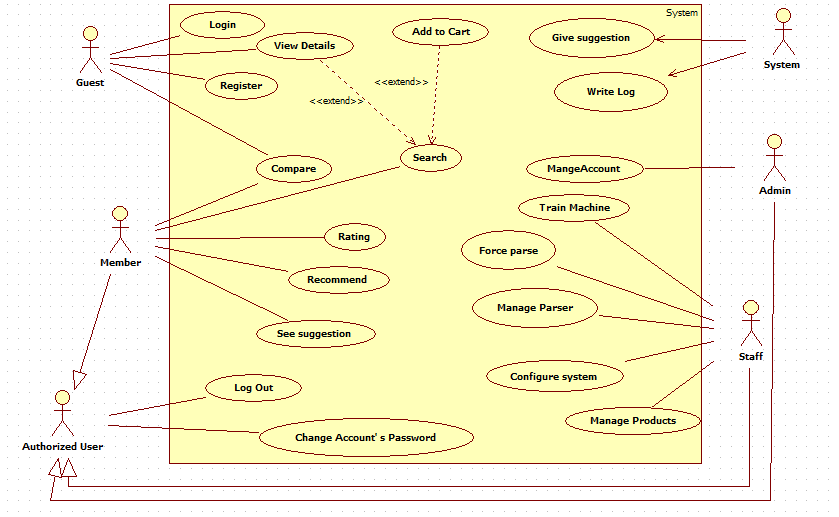 System
Login
Add to Cart
Give suggestion
View Details
System
Guest
<<extend>>
Register
Write Log
<<extend>>
Search
Compare
MangeAccount
Admin
Train Machine
Member
Rating
Force parse
Recommend
Manage Parser
See suggestion
Staff
Configure system
Log Out
Manage Products
Change Account's Password
Authorized User